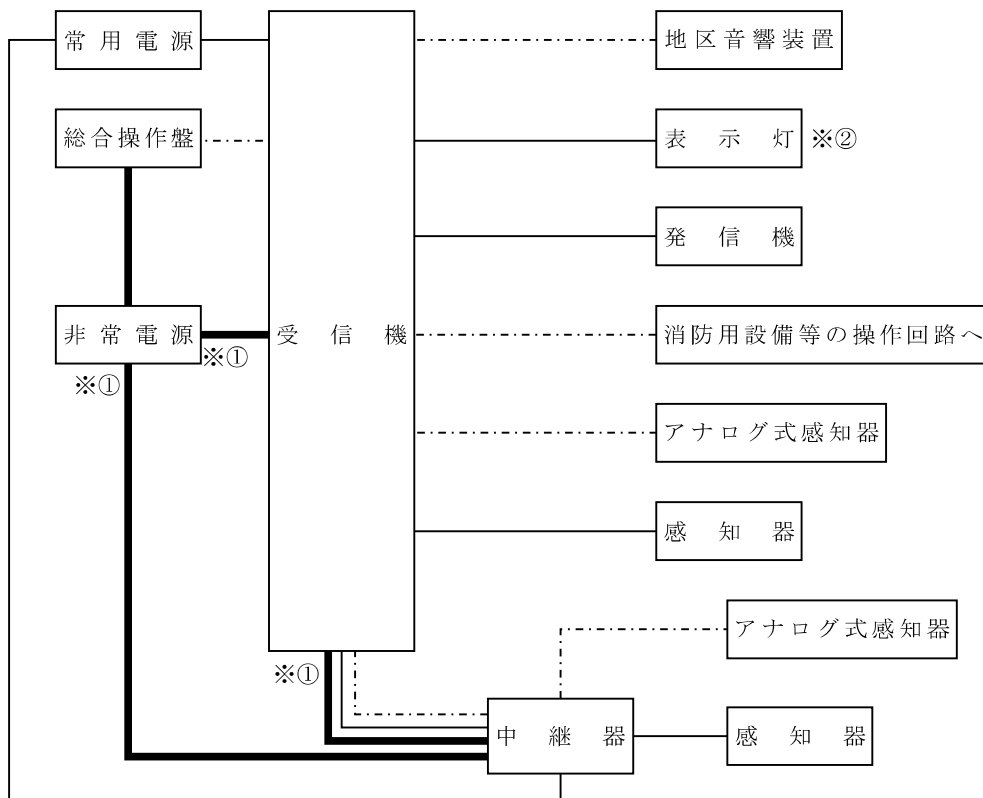 常用電源
地区音響装置
総合操作盤
表示灯 ※②
発信機
非常電源
※①
※①
受信機
消防用設備等の操作回路へ
アナログ式感知器
感知器
アナログ式感知器
※①
中継器
感知器